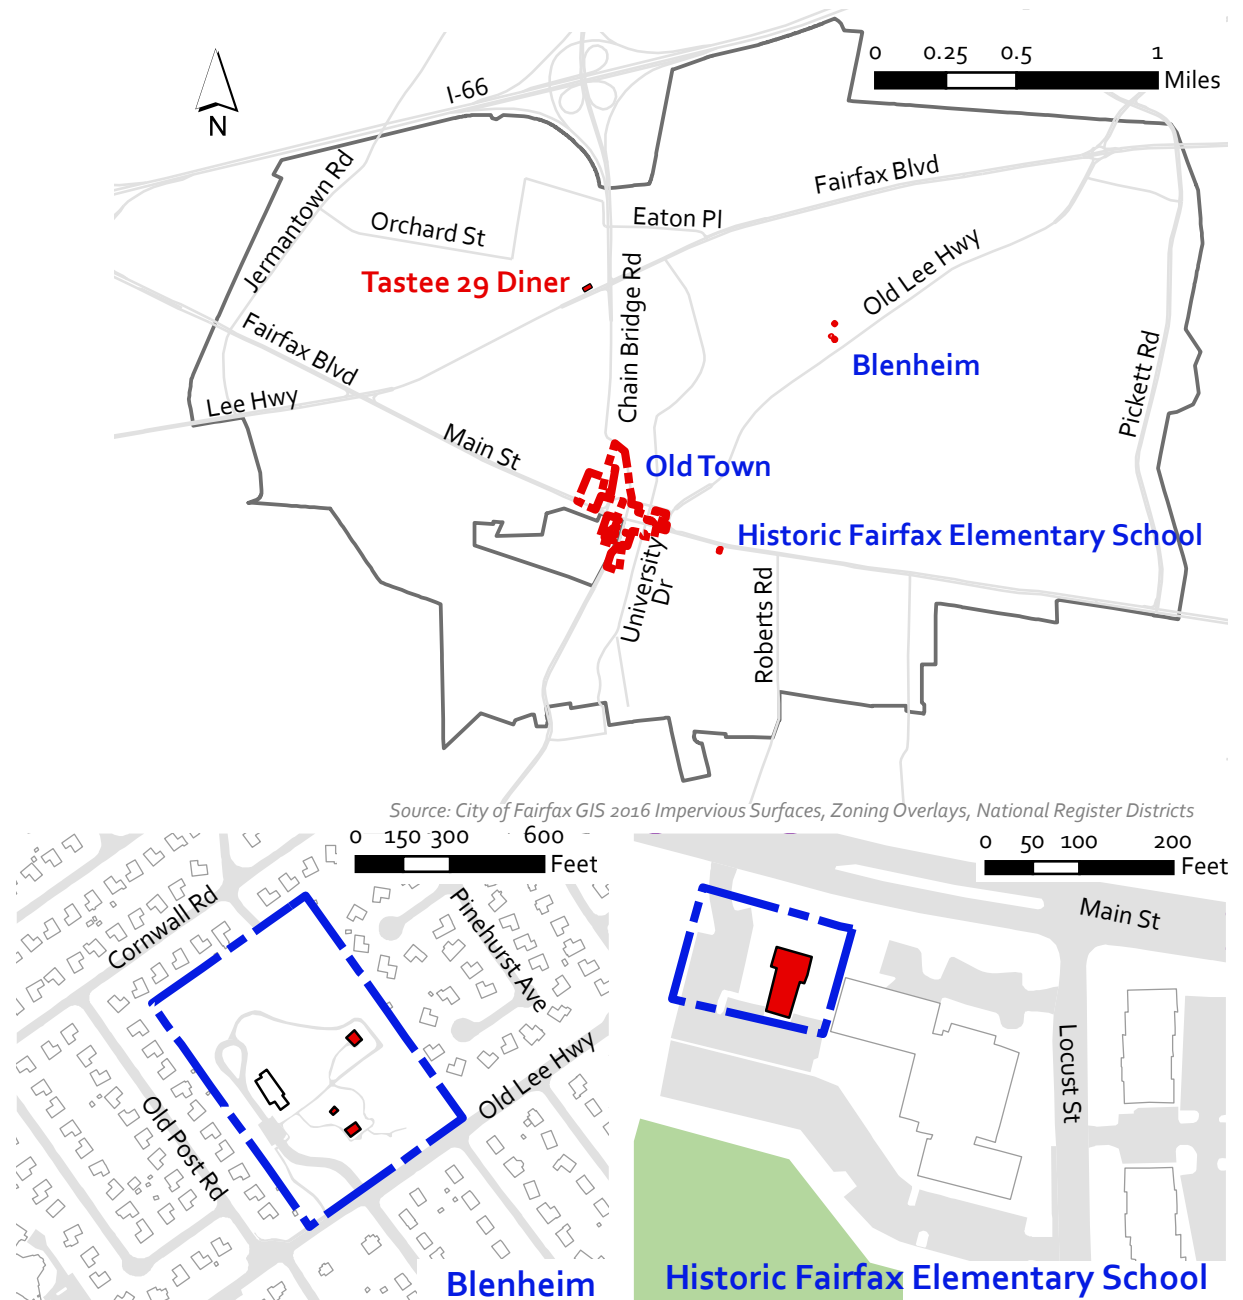 0 0.25 0.5 1
Miles
N
I-66
Jermantown Rd
Orchard St
Eaton Pl
Fairfax Blvd
Tastee 29 Diner
Chain Bridge Rd
Old Lee Hwy
Fairfax Blvd
Blenheim
Pickett Rd
Lee Hwy
Main St
Old Town
Historic Fairfax Elementary School
University
Dr
Roberts Rd
Source: City of Fairfax GIS 2016 Impervious Surfaces, Zoning Overlays, National Register Districts
0 150 300 600
Feet
Cornwall Rd
Pinehurst Ave
Old Lee Hwy
Old Post Rd
Blenheim
0 50 100 200
Feet
Main St
Locust St
Historic Fairfax Elementary School